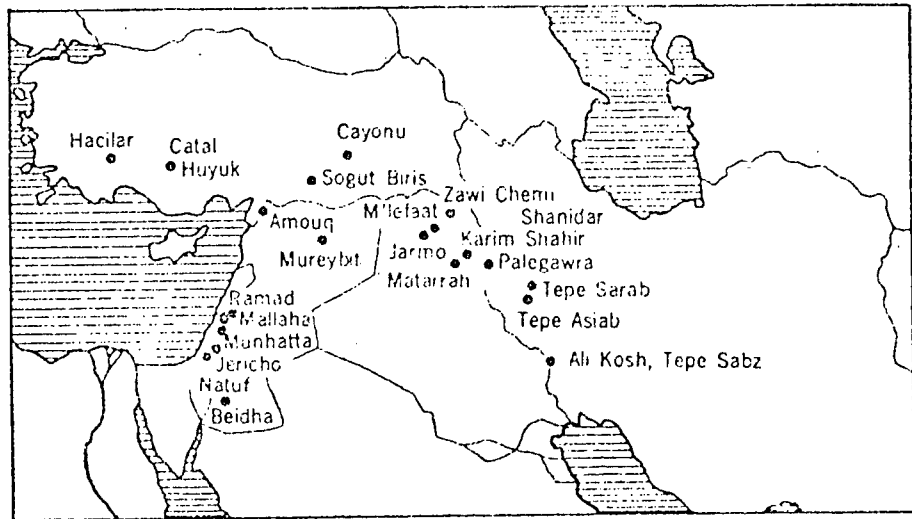 Hacilar
Catal
Huyuk
Cayonu
Sogut Biris
Amouq
Mureybit
M'lefaat
Zawi Chemi
Shanidar
Jarmo
Karim Shahir
Matarrah
Palegawra
Tepe Sarab
Tepe Asiab
Ali Kosh, Tepe Sabz
Ramad
Mallaha
Munhatta
Jericho
Natuf
Beidha